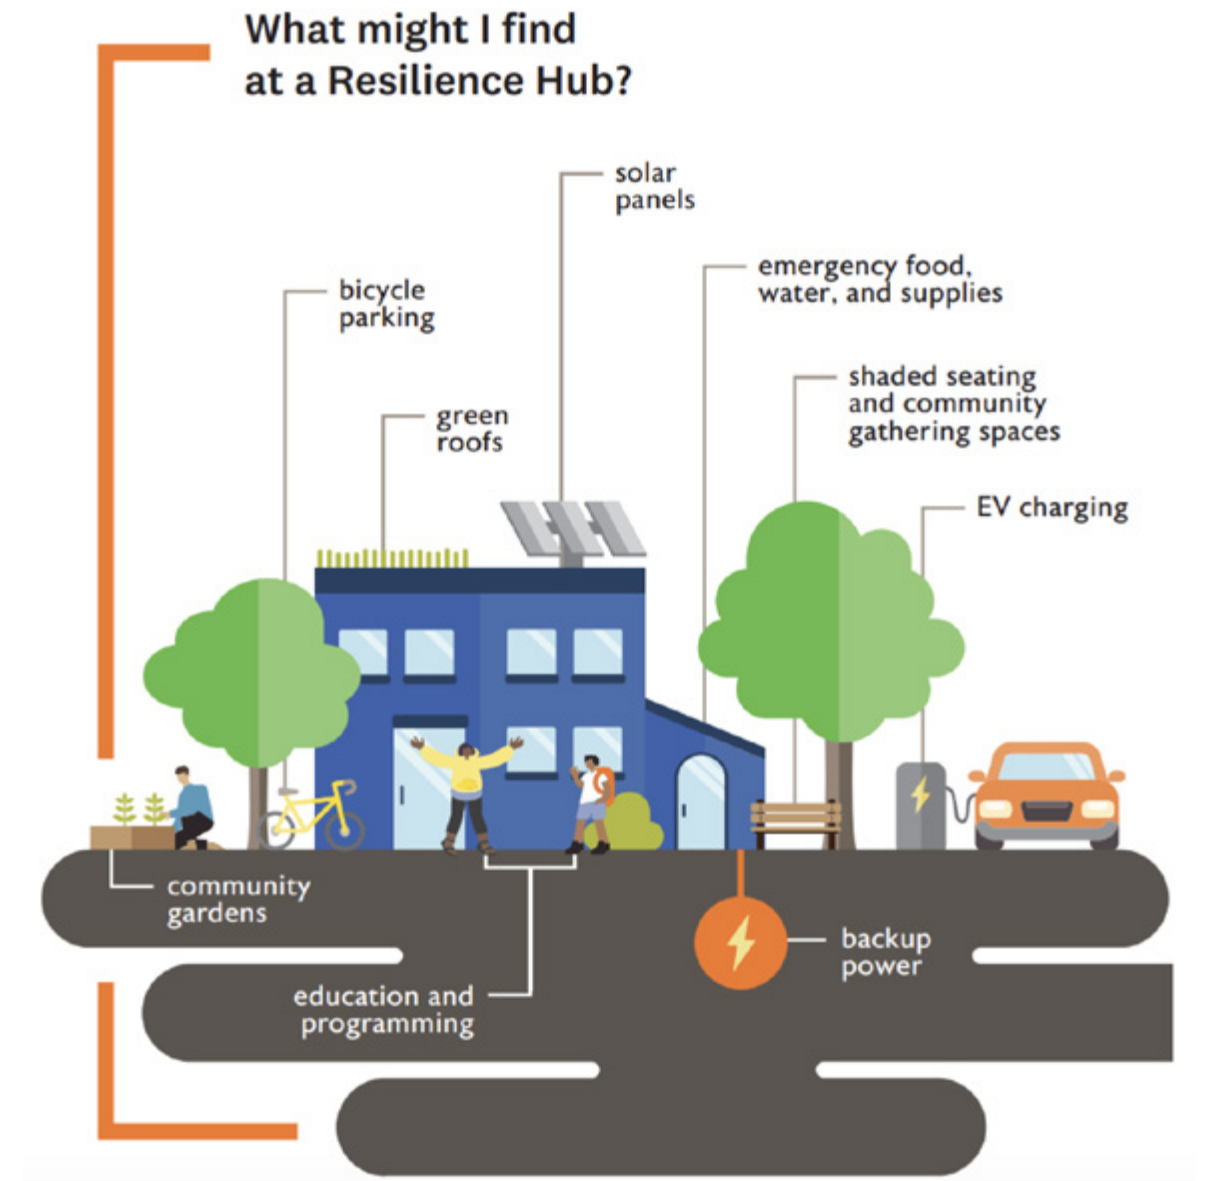 What might I find
at a Resilience Hub?
solar
panels
emergency food,
water, and supplies
bicycle
parking
shaded seating
and community
gathering spaces
green
roofs
EV charging
community
gardens
backup
power
education and
programming